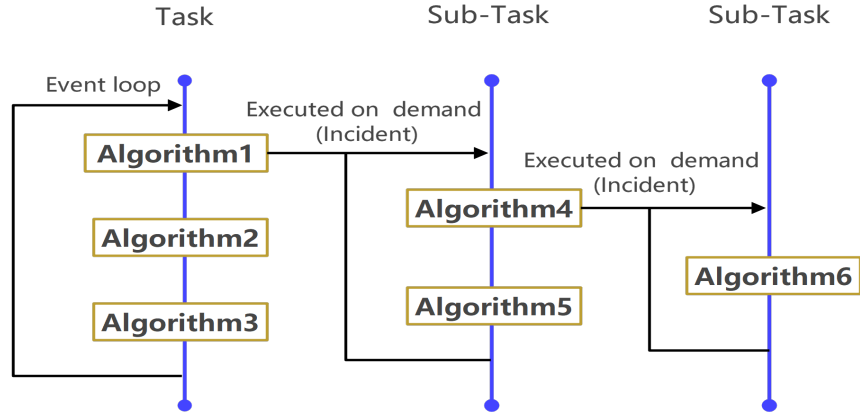 Task
Sub-Task
Sub-Task
Event loop
Executed on demand
(Incident)
Executed on demand
(Incident)
Algorithm1
Algorithm4
Algorithm2
Algorithm6
Algorithm3
Algorithm5